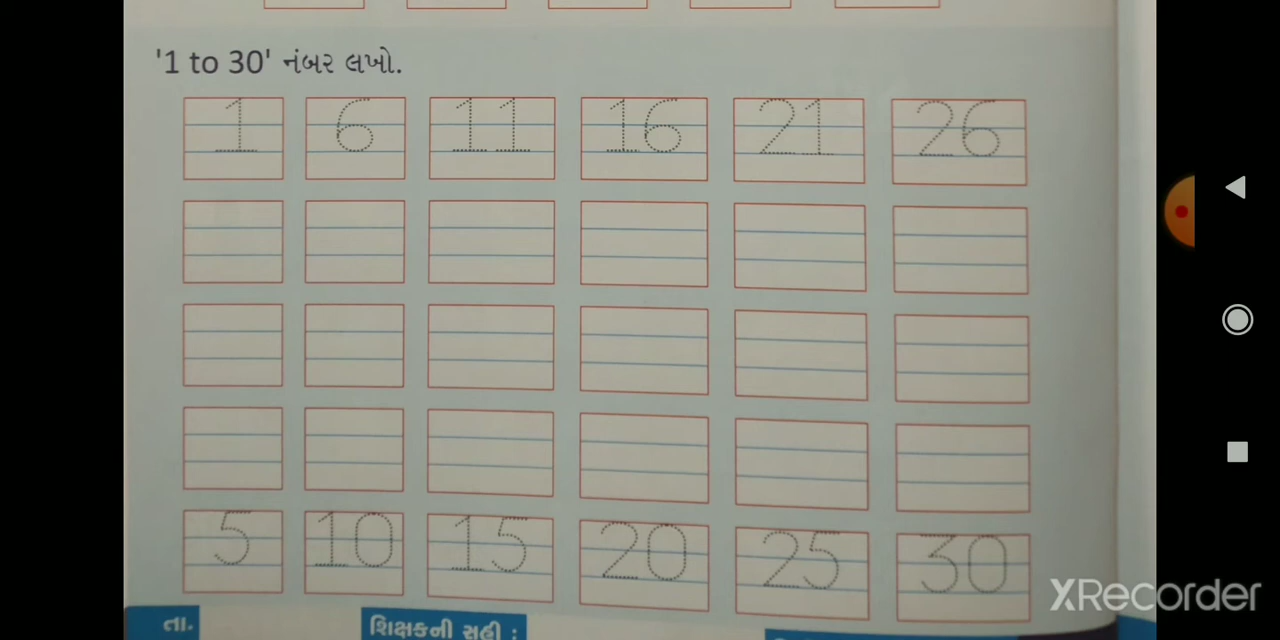 '1 to 30' નંબર લખો.
1 6 11 16 21 26
5 10 15 20 25 30
તા. શિક્ષકની સહી :
XRecorder